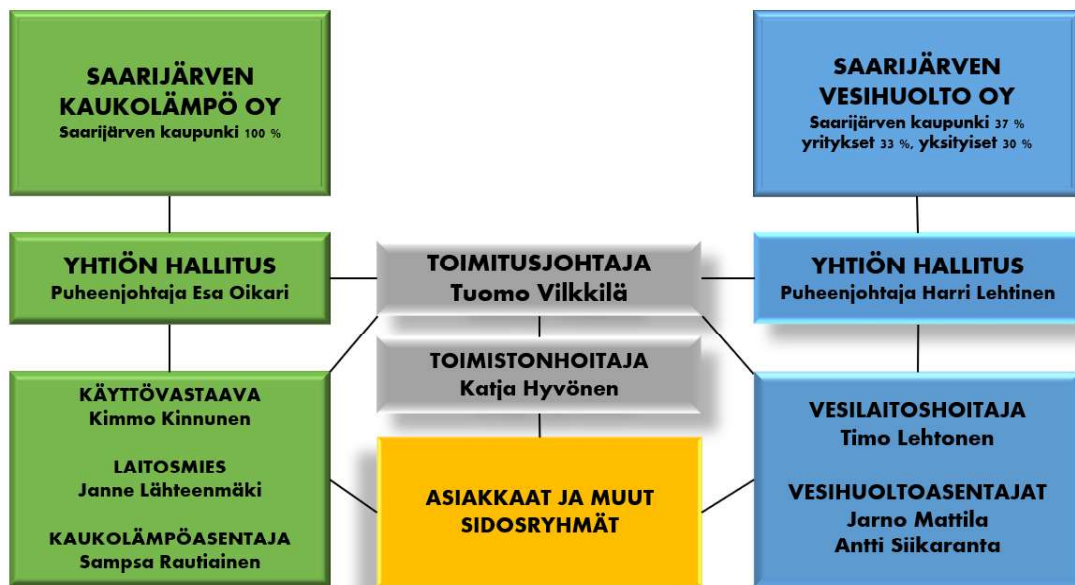 SAARIJÄRVEN
KAUKOLÄMPÖ OY
Saarijärven kaupunki 100 %
SAARIJÄRVEN
VESIHUOLTO OY
Saarijärven kaupunki 37 %
yritykset 33 %, yksityiset 30 %
YHTIÖN HALLITUS
Puheenjohtaja Esa Oikari
TOIMITUSJOHTAJA
Tuomo Vilkkilä
YHTIÖN HALLITUS
Puheenjohtaja Harri Lehtinen
TOIMISTONHOITAJA
Katja Hyvönen
KÄYTTÖVASTAAVA
Kimmo Kinnunen
LAITOSMIES
Janne Lähteenmäki
KAUKOLÄMPÖASENTAJA
Sampsa Rautiainen
ASIAKKAAT JA MUUT
SIDOSRYHMÄT
VESILAITOSHOITAJA
Timo Lehtonen
VESIHUOLTOASENTAJAT
Jarno Mattila
Antti Siikaranta